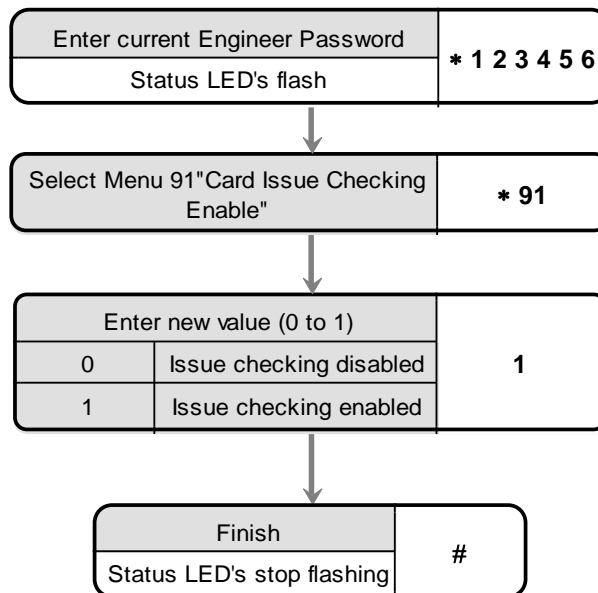 Enter current Engineer Password
Status LED's flash
* 1 2 3 4 5 6
Select Menu 91"Card Issue Checking
Enable"
* 91
Enter new value (0 to 1)
0 Issue checking disabled
1 Issue checking enabled
1
Finish
Status LED's stop flashing
#